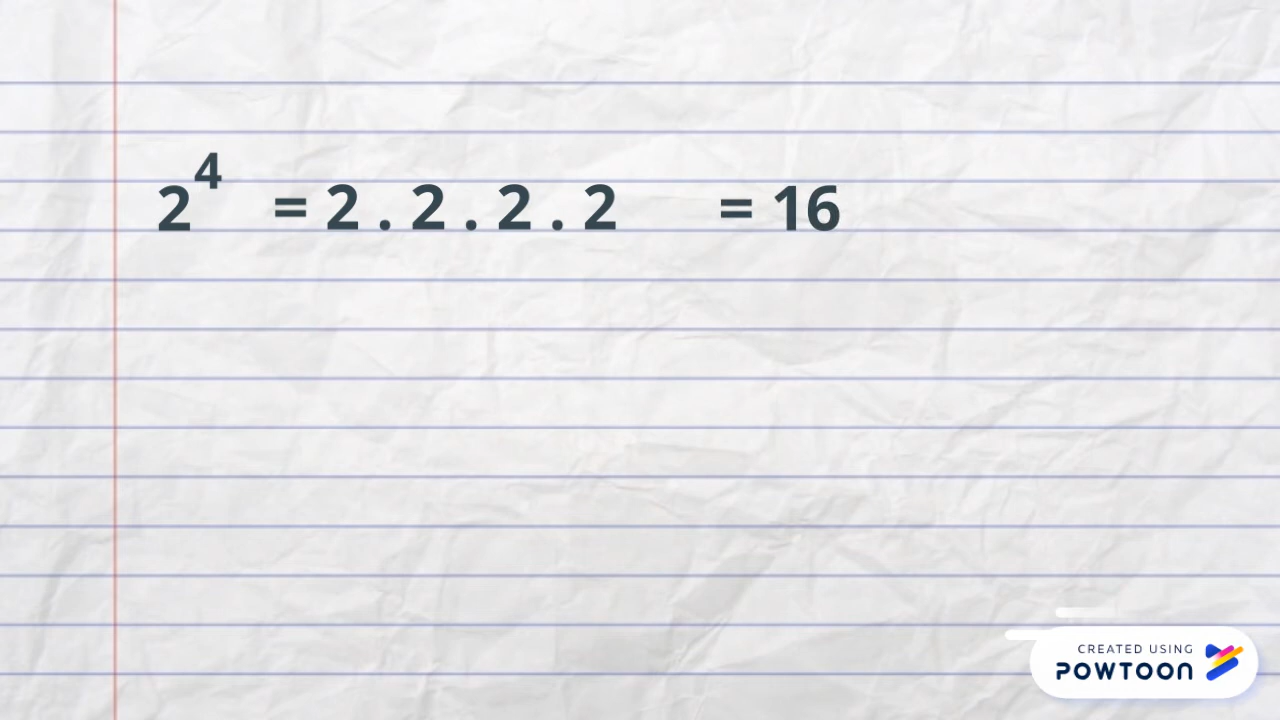 2⁴ = 2 . 2 . 2 . 2 = 16
CREATED USING
POWTOON